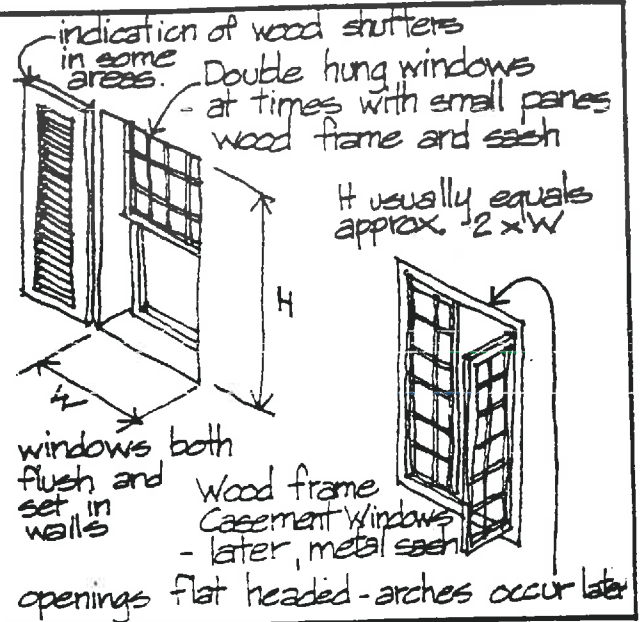 indication of wood shutters
in some
areas.
Double hung windows
- at times with small panes
wood frame and sash
H usually equals
approx. 2 x W
H
W
windows both
flush and
set in
walls
Wood frame
Casement Windows
- later, metal sash
openings flat headed - arches occur later